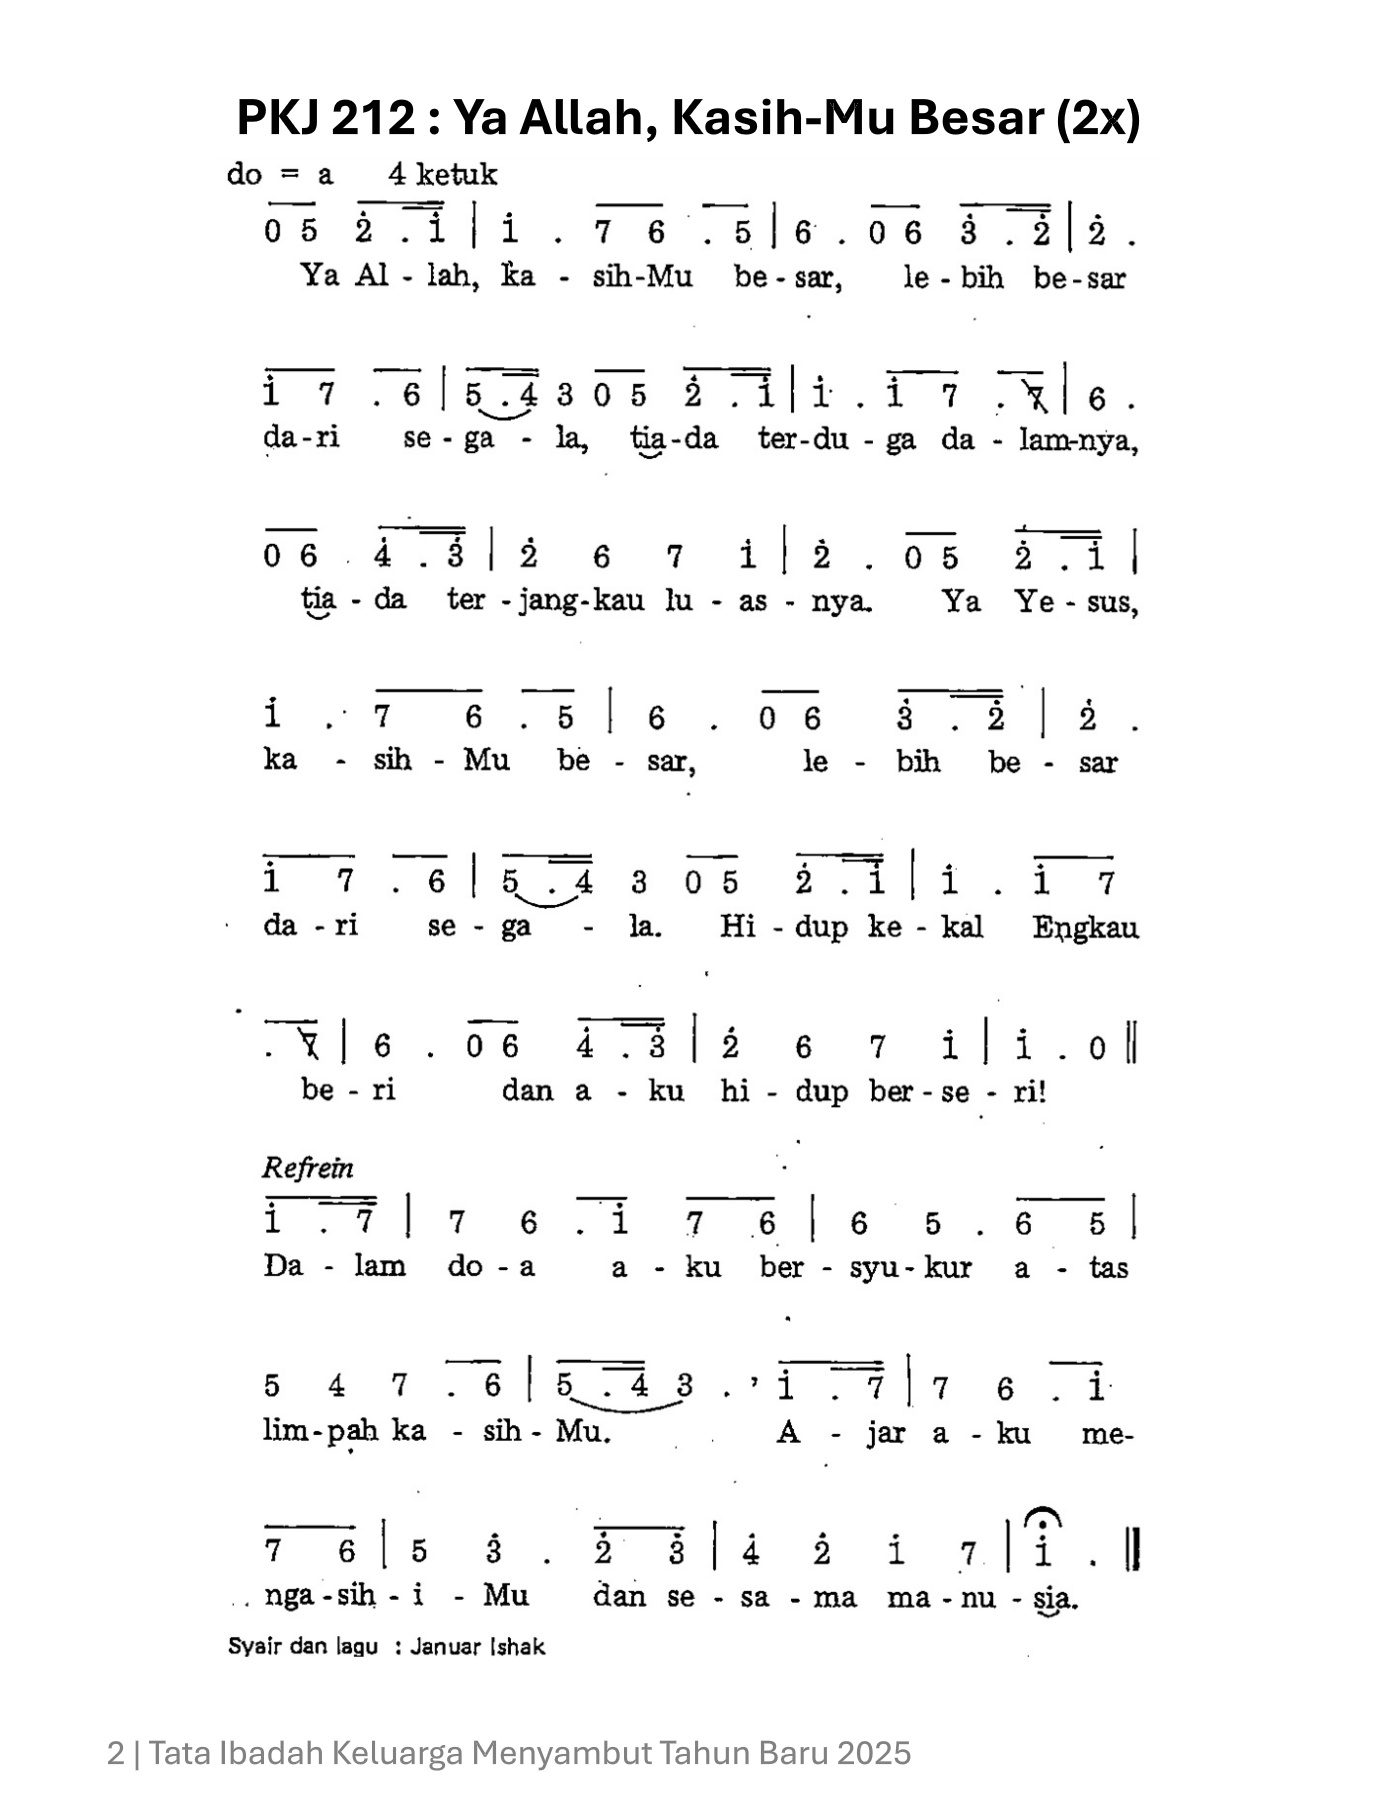 PKJ 212 : Ya Allah, Kasih-Mu Besar (2x)
do = a 4 ketuk
0 5 2̇ . 1̇ | 1̇ . 7 6 . 5 | 6 . 0 6 3̇ . 2̇ | 2̇ .
Ya Al - lah, ka - sih-Mu be - sar, le - bih be - sar
1̇ 7 . 6 | 5 . 4 3 0 5 2̇ . 1̇ | 1̇ . 1̇ 7 . 7̸ | 6 .
da - ri se - ga - la, tia - da ter - du - ga da - lam-nya,
0 6 4̇ . 3̇ | 2̇ 6 7 1̇ | 2̇ . 0 5 2̇ . 1̇ |
tia - da ter - jang - kau lu - as - nya. Ya Ye - sus,
1̇ . 7 6 . 5 | 6 . 0 6 3̇ . 2̇ | 2̇ .
ka - sih - Mu be - sar, le - bih be - sar
1̇ 7 . 6 | 5 . 4 3 0 5 2̇ . 1̇ | 1̇ . 1̇ 7
da - ri se - ga - la. Hi - dup ke - kal Engkau
. 7̸ | 6 . 0 6 4̇ . 3̇ | 2̇ 6 7 1̇ | 1̇ . 0 ||
be - ri dan a - ku hi - dup ber - se - ri!
Refrein
1̇ . 7 | 7 6 . 1̇ 7 6 | 6 5 . 6 5 |
Da - lam do - a a - ku ber - syu - kur a - tas
5 4 7 . 6 | 5 . 4 3 . ’ 1̇ . 7 | 7 6 . 1̇
lim - pah ka - sih - Mu. A - jar a - ku me-
7 6 | 5 3̇ . 2̇ 3̇ | 4̇ 2̇ 1̇ 7 | 1̇ . ||
nga - sih - i - Mu dan se - sa - ma ma - nu - sia.
Syair dan lagu : Januar Ishak
2 | Tata Ibadah Keluarga Menyambut Tahun Baru 2025